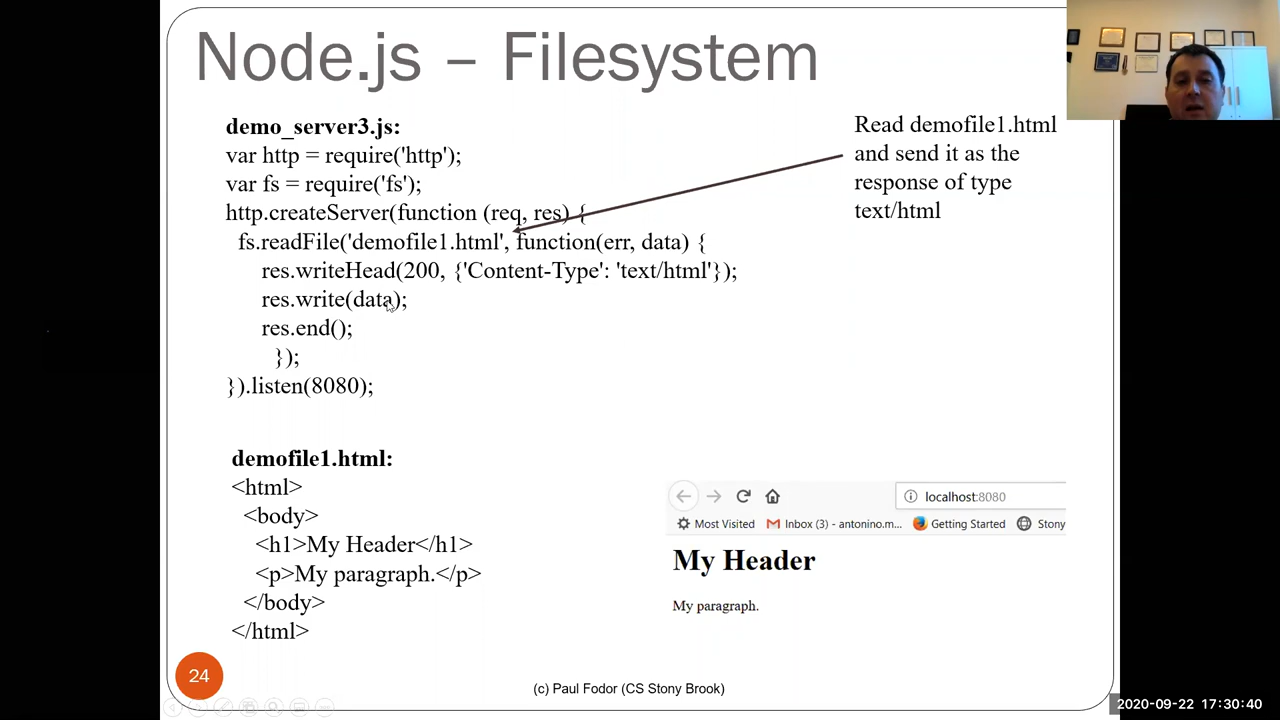 Node.js – Filesystem
demo_server3.js:
var http = require('http');
var fs = require('fs');
http.createServer(function (req, res) {
fs.readFile('demofile1.html', function(err, data) {
res.writeHead(200, {'Content-Type': 'text/html'});
res.write(data);
res.end();
});
}).listen(8080);
Read demofile1.html
and send it as the
response of type
text/html
demofile1.html:
<html>
<body>
<h1>My Header</h1>
<p>My paragraph.</p>
</body>
</html>
localhost:8080
Most Visited Inbox (3) - antonino.m... Getting Started Stony
My Header
My paragraph.
24
(c) Paul Fodor (CS Stony Brook)
2020-09-22 17:30:40